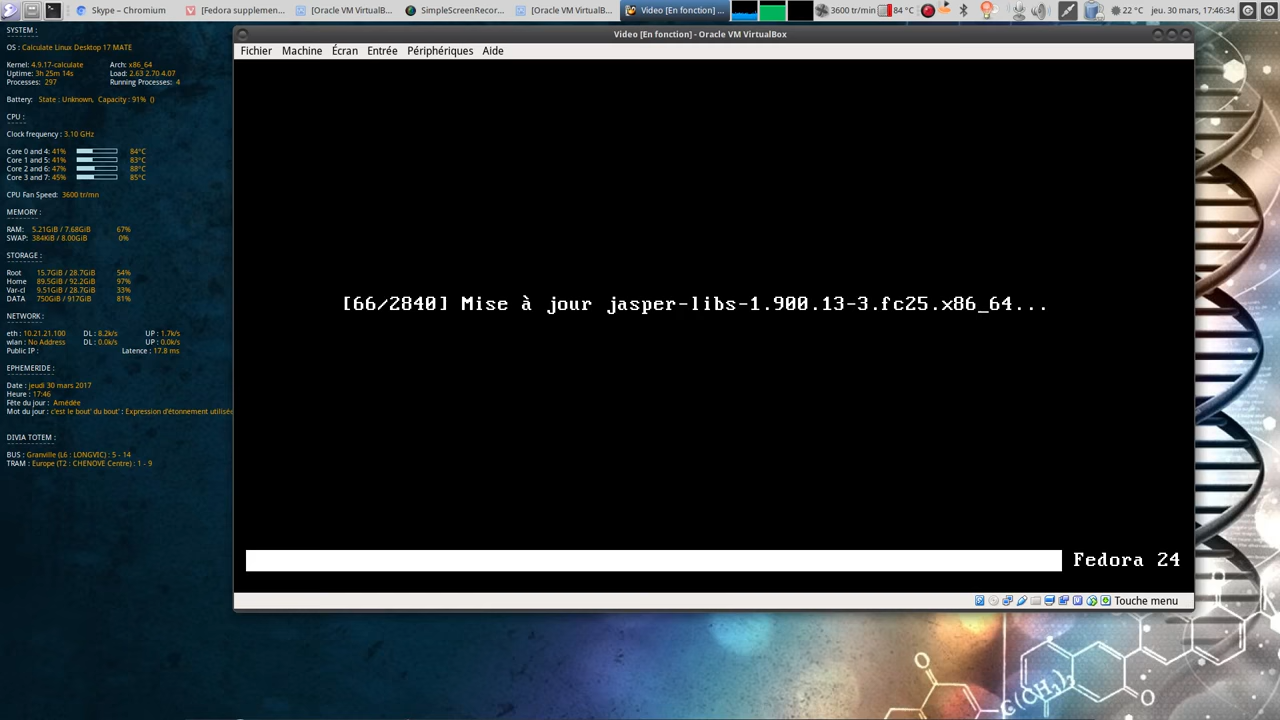 Skype – Chromium [Fedora supplemen... [Oracle VM VirtualB... SimpleScreenRecor... [Oracle VM VirtualB... Video [En fonction] ... 3600 tr/min 84 °C 22 °C jeu. 30 mars, 17:46:34
SYSTEM :
OS : Calculate Linux Desktop 17 MATE
Kernel: 4.9.17-calculate Arch: x86_64
Uptime: 3h 25m 14s Load: 2.63 2.70 4.07
Processes: 297 Running Processes: 4
Battery: State : Unknown, Capacity : 91% ()
CPU :
Clock frequency : 3.10 GHz
Core 0 and 4: 41% 84°C
Core 1 and 5: 41% 83°C
Core 2 and 6: 47% 88°C
Core 3 and 7: 45% 85°C
CPU Fan Speed: 3600 tr/mn
MEMORY :
RAM: 5.21GiB / 7.68GiB 67%
SWAP: 384KiB / 8.00GiB 0%
STORAGE :
Root 15.7GiB / 28.7GiB 54%
Home 89.5GiB / 92.2GiB 97%
Var-cl 9.51GiB / 28.7GiB 33%
DATA 750GiB / 917GiB 81%
NETWORK :
eth : 10.21.21.100 DL : 8.2k/s UP : 1.7k/s
wlan : No Address DL : 0.0k/s UP : 0.0k/s
Public IP : Latence : 17.8 ms
EPHEMERIDE :
Date : jeudi 30 mars 2017
Heure : 17:46
Fête du jour : Amédée
Mot du jour : c'est le bout' du bout' : Expression d'étonnement utilisée
DIVIA TOTEM :
BUS : Granville (L6 : LONGVIC) : 5 - 14
TRAM : Europe (T2 : CHENOVE Centre) : 1 - 9
Video [En fonction] - Oracle VM VirtualBox
Fichier Machine Écran Entrée Périphériques Aide
[66/2840] Mise à jour jasper-libs-1.900.13-3.fc25.x86_64...
Fedora 24
Touche menu
C(CH₃)₃